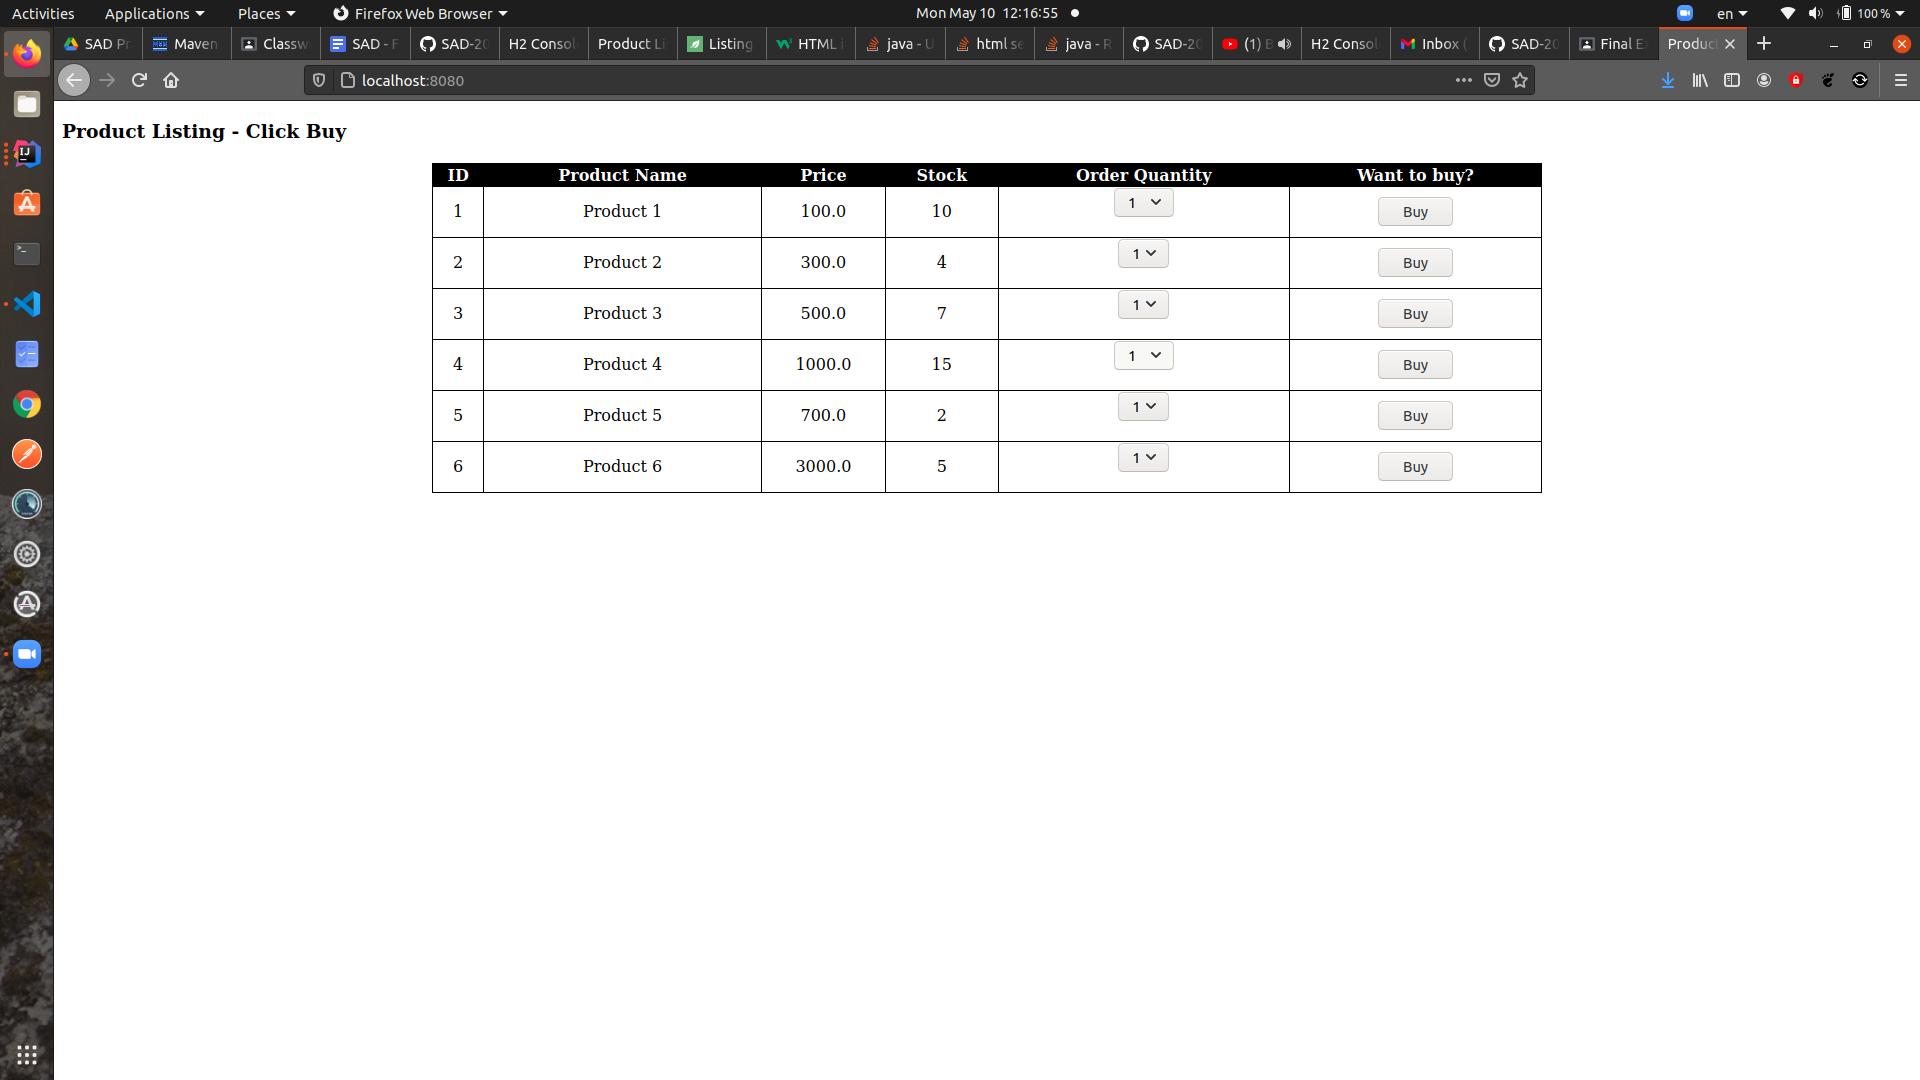 Activities Applications Places Firefox Web Browser Mon May 10 12:16:55 en 100 %
SAD Pr Maven Classw SAD - F SAD-20 H2 Consol Product Li Listing HTML i java - U html se java - R SAD-20 (1) B H2 Consol Inbox ( SAD-20 Final E Product
localhost:8080
Product Listing - Click Buy
ID Product Name Price Stock Order Quantity Want to buy?
1 Product 1 100.0 10 1 Buy
2 Product 2 300.0 4 1 Buy
3 Product 3 500.0 7 1 Buy
4 Product 4 1000.0 15 1 Buy
5 Product 5 700.0 2 1 Buy
6 Product 6 3000.0 5 1 Buy